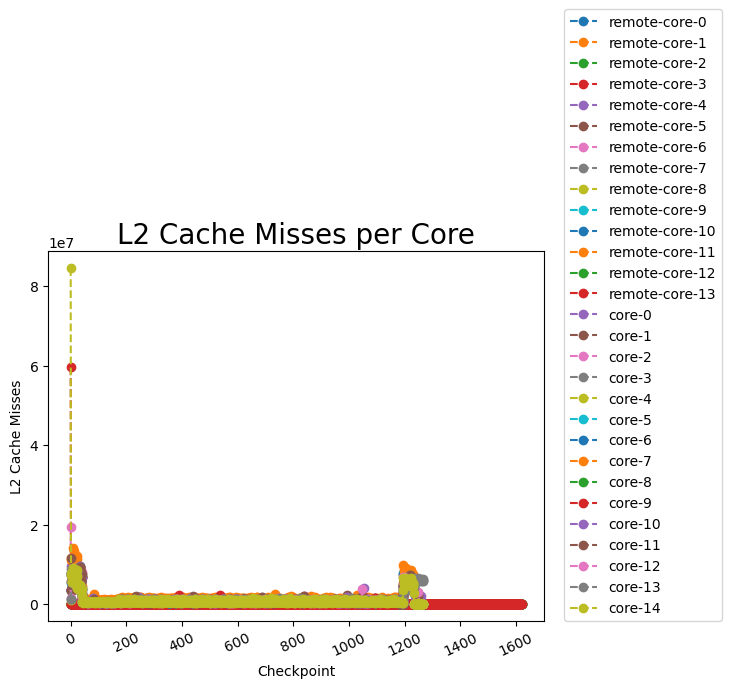 L2 Cache Misses per Core
1e7
8
6
4
2
0
L2 Cache Misses
0
200
400
600
800
1000
1200
1400
1600
Checkpoint
remote-core-0
remote-core-1
remote-core-2
remote-core-3
remote-core-4
remote-core-5
remote-core-6
remote-core-7
remote-core-8
remote-core-9
remote-core-10
remote-core-11
remote-core-12
remote-core-13
core-0
core-1
core-2
core-3
core-4
core-5
core-6
core-7
core-8
core-9
core-10
core-11
core-12
core-13
core-14